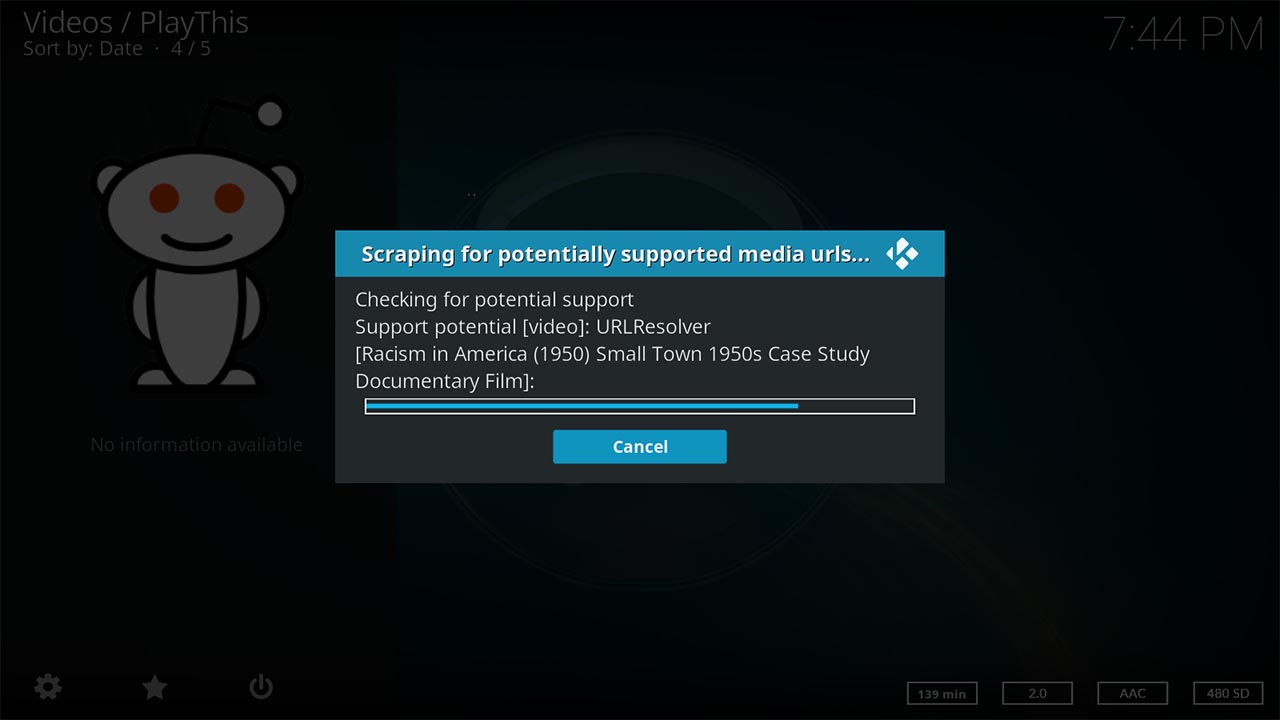 Videos / PlayThis
Sort by: Date · 4 / 5
7:44 PM
..
Scraping for potentially supported media urls...
Checking for potential support
Support potential [video]: URLResolver
[Racism in America (1950) Small Town 1950s Case Study
Documentary Film]:
Cancel
No information available
139 min
2.0
AAC
480 SD